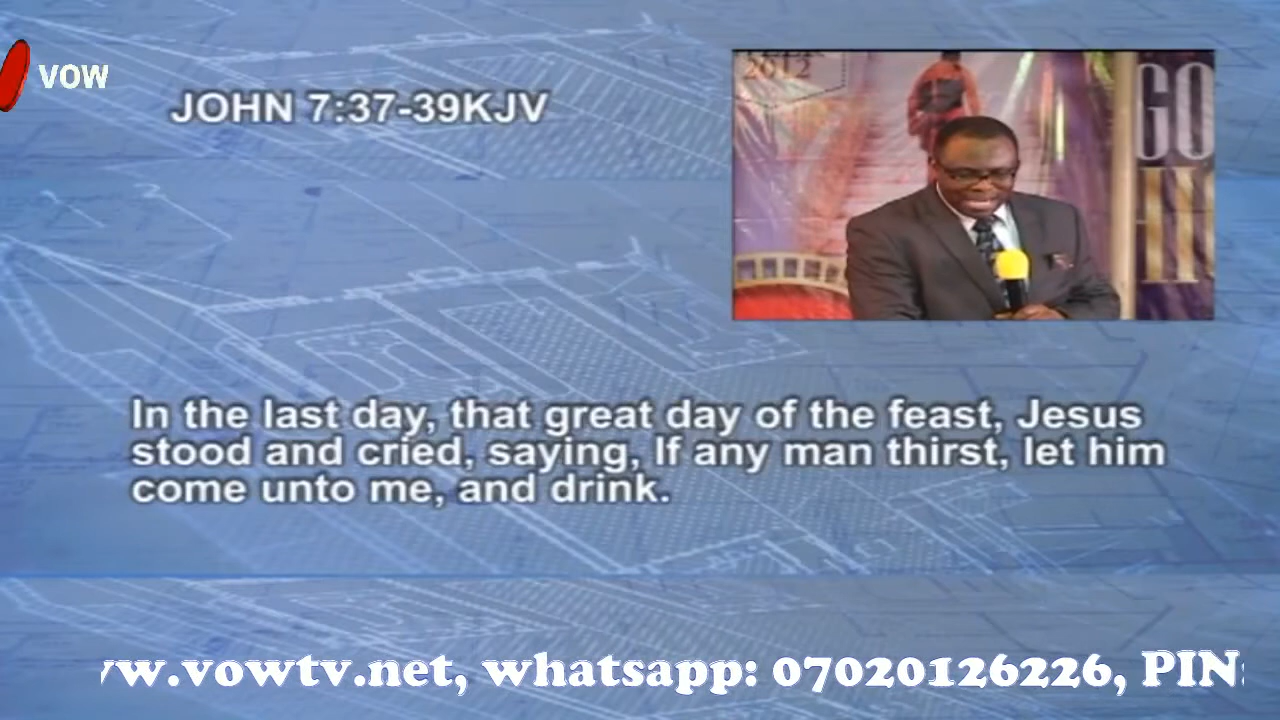 VOW
JOHN 7:37-39KJV
2012
GO
In the last day, that great day of the feast, Jesus
stood and cried, saying, If any man thirst, let him
come unto me, and drink.
w.vowtv.net, whatsapp: 07020126226, PIN: